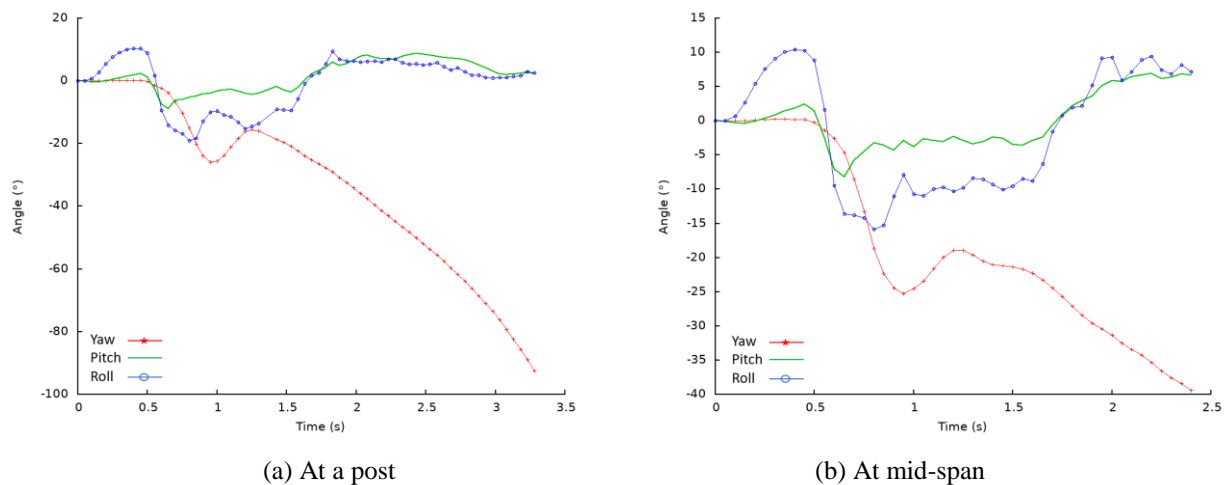 20
0
-20
-40
-60
-80
-100
Angle (°)
Yaw
Pitch
Roll
0 0.5 1 1.5 2 2.5 3 3.5
Time (s)
(a) At a post
15
10
5
0
-5
-10
-15
-20
-25
-30
-35
-40
Angle (°)
Yaw
Pitch
Roll
0 0.5 1 1.5 2 2.5
Time (s)
(b) At mid-span